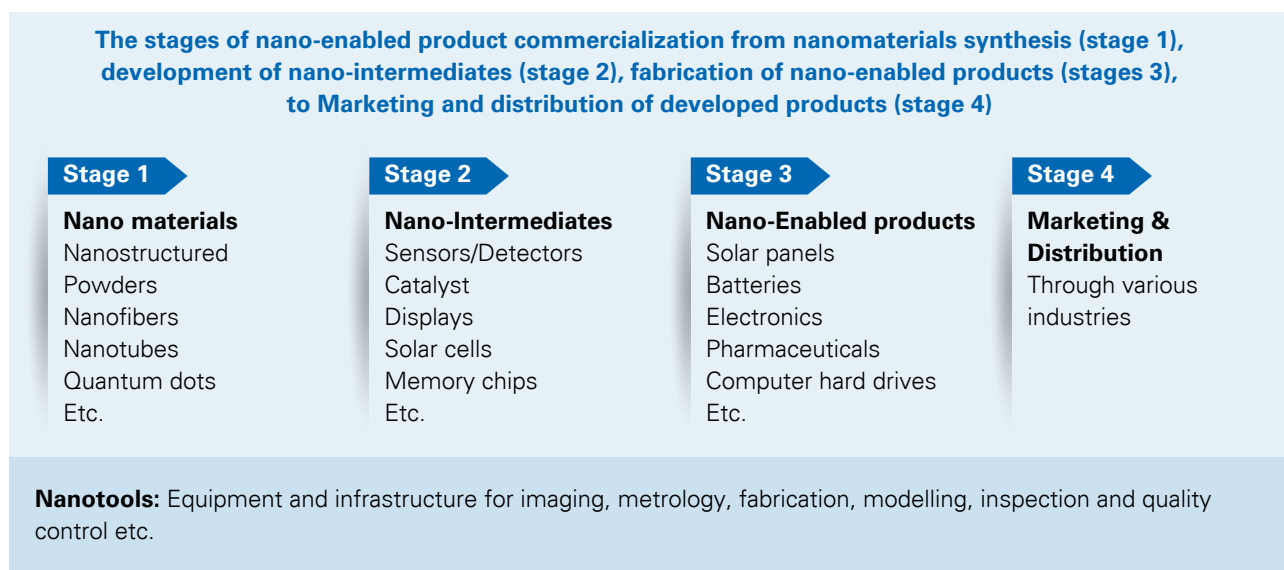 The stages of nano-enabled product commercialization from nanomaterials synthesis (stage 1),
development of nano-intermediates (stage 2), fabrication of nano-enabled products (stages 3),
to Marketing and distribution of developed products (stage 4)
Stage 1
Nano materials
Nanostructured
Powders
Nanofibers
Nanotubes
Quantum dots
Etc.
Stage 2
Nano-Intermediates
Sensors/Detectors
Catalyst
Displays
Solar cells
Memory chips
Etc.
Stage 3
Nano-Enabled products
Solar panels
Batteries
Electronics
Pharmaceuticals
Computer hard drives
Etc.
Stage 4
Marketing &
Distribution
Through various
industries
Nanotools: Equipment and infrastructure for imaging, metrology, fabrication, modelling, inspection and quality
control etc.